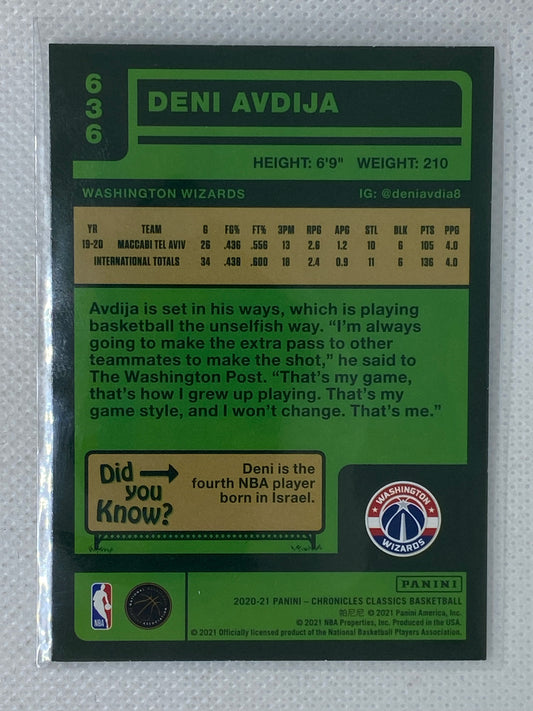 636
DENI AVDIJA
HEIGHT: 6'9" WEIGHT: 210
WASHINGTON WIZARDS IG: @deniavdia8
YR TEAM G FG% FT% 3PM RPG APG STL BLK PTS PPG
19-20 MACCABI TEL AVIV 26 .436 .556 13 2.6 1.2 10 6 105 4.0
INTERNATIONAL TOTALS 34 .438 .600 18 2.4 0.9 11 6 136 4.0
Avdija is set in his ways, which is playing
basketball the unselfish way. “I’m always
going to make the extra pass to other
teammates to make the shot,” he said to
The Washington Post. “That’s my game,
that’s how I grew up playing. That’s my
game style, and I won’t change. That’s me.”
Did you Know?
Deni is the
fourth NBA player
born in Israel.
WASHINGTON
WIZARDS
PANINI
NBA
2020-21 PANINI – CHRONICLES CLASSICS BASKETBALL
帕尼尼 © 2021 Panini America, Inc.
© 2021 NBA Properties, Inc. Produced in the USA.
© 2021 Officially licensed product of the National Basketball Players Association.